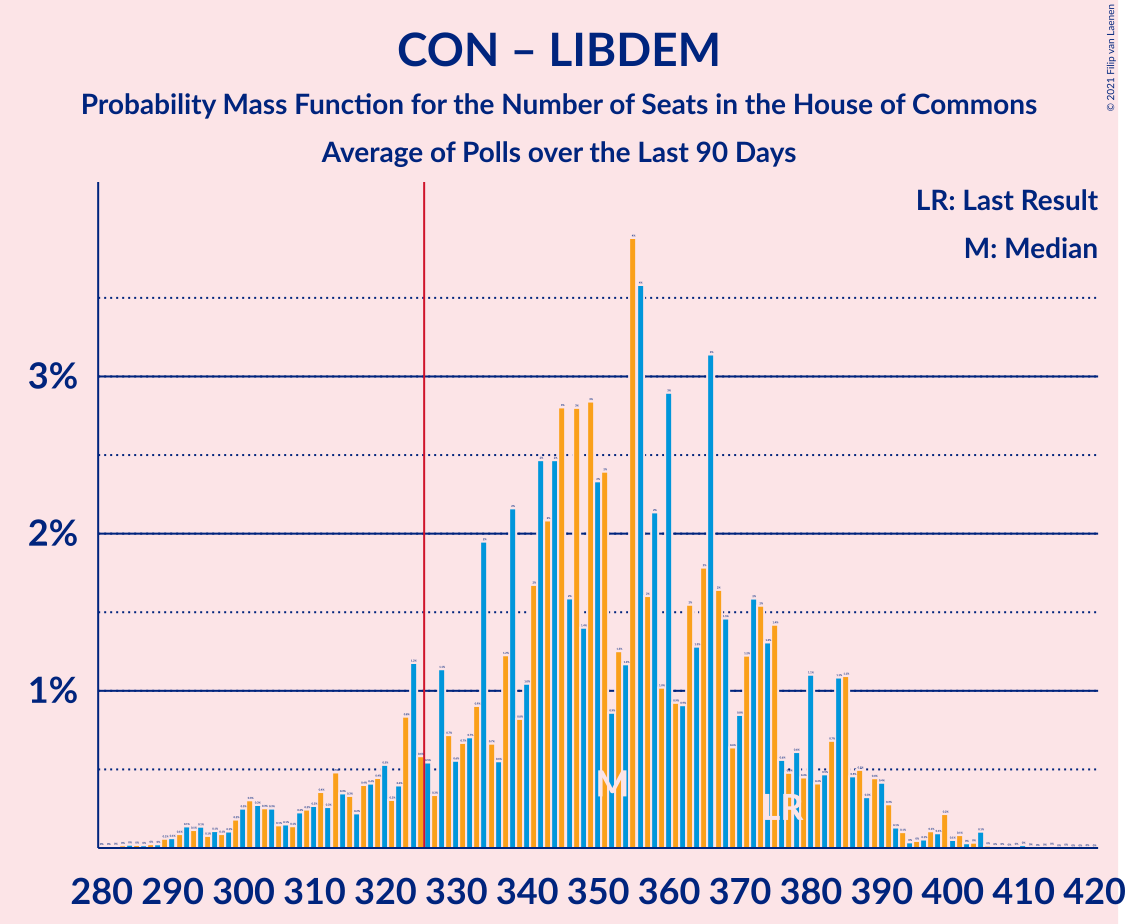 CON – LIBDEM
Probability Mass Function for the Number of Seats in the House of Commons
Average of Polls over the Last 90 Days
© 2021 Filip van Laenen
LR: Last Result
M: Median
3%
2%
1%
M
LR
280 290 300 310 320 330 340 350 360 370 380 390 400 410 420